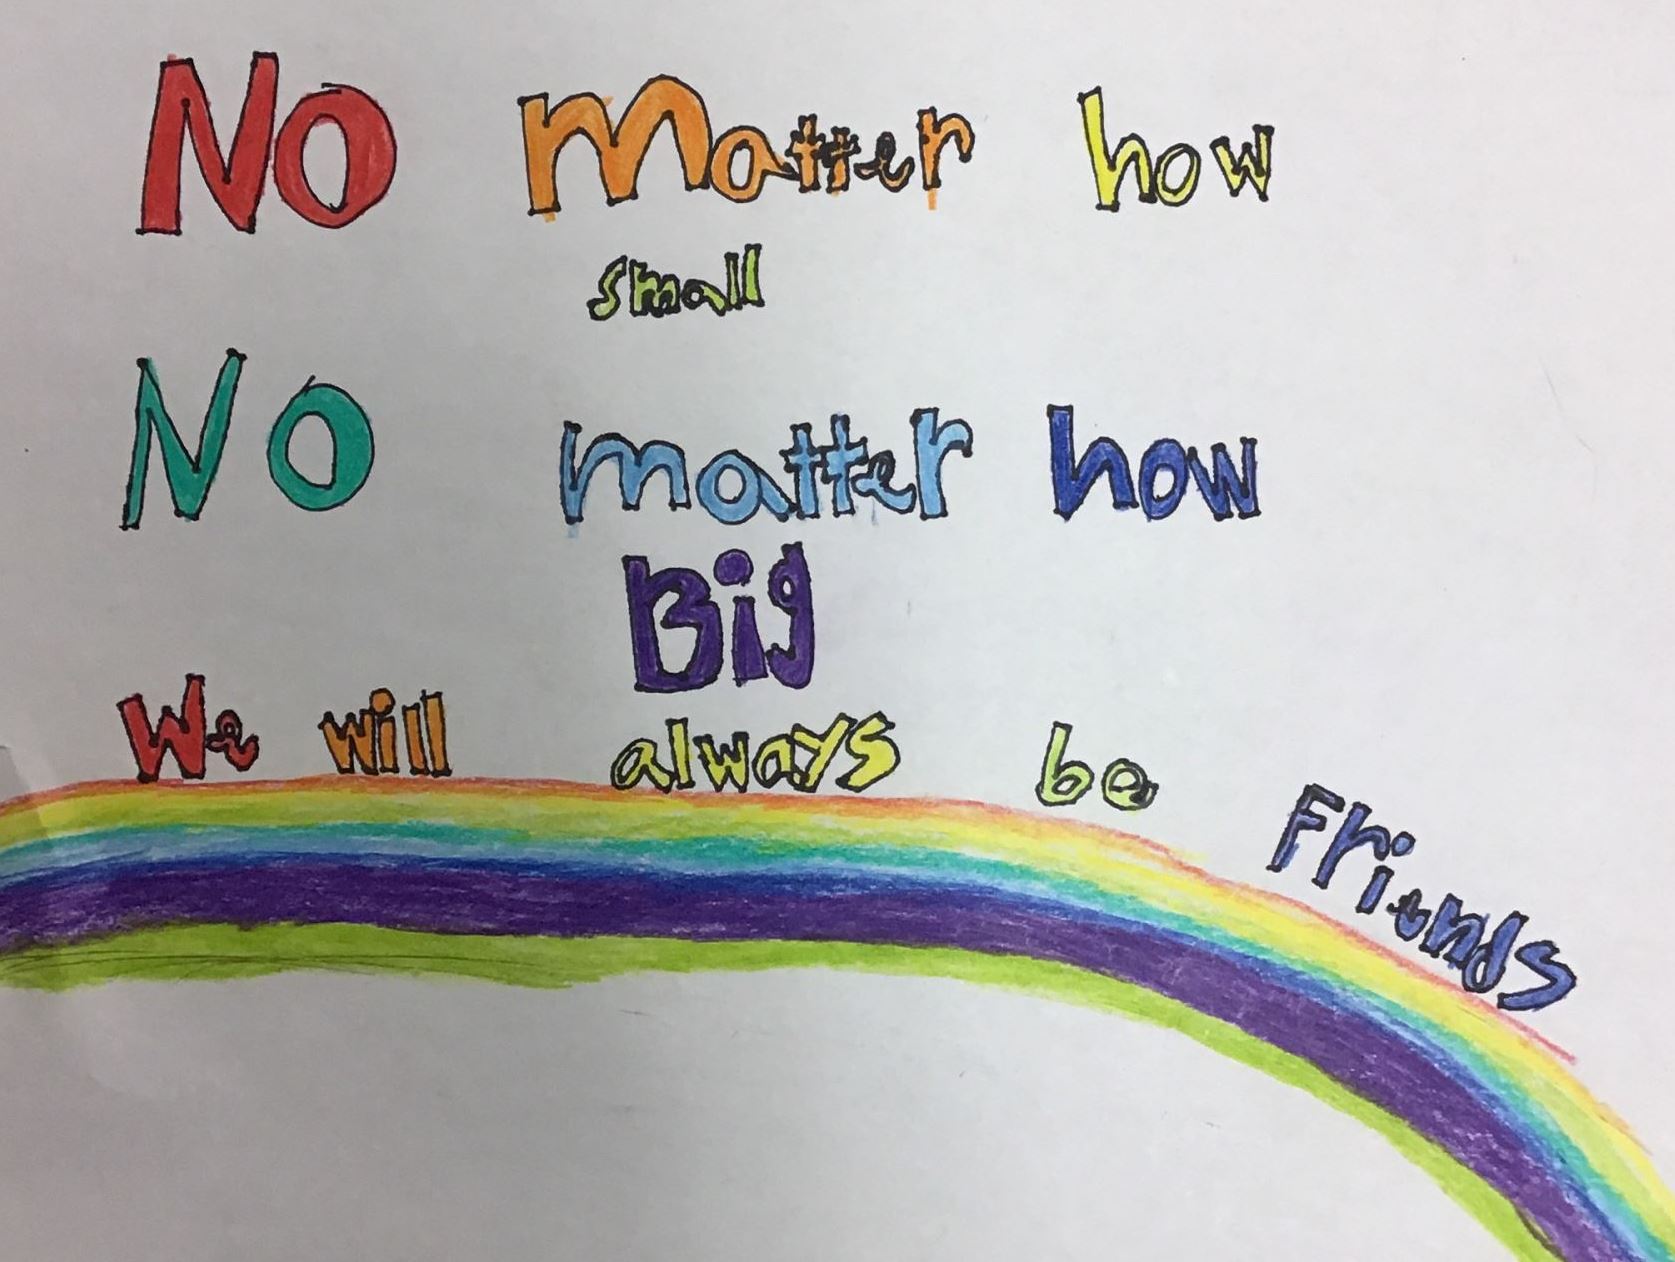 No matter how
small
No matter how
Big
We will always be Friends